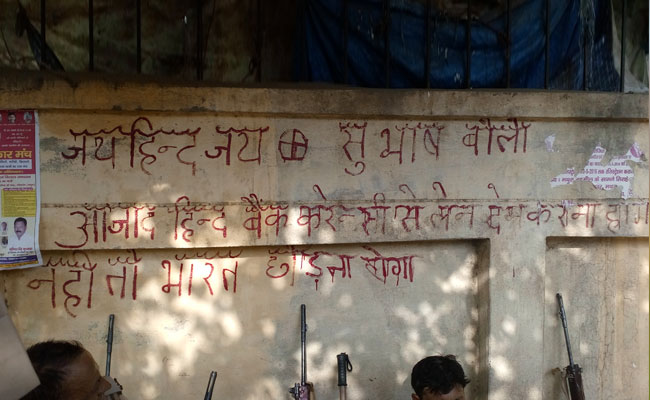 जय हिन्द जय सुभाष बोलो
आजाद हिन्द बैंक करेन्सी से लेन देन करना होगा
नहीं तो भारत छोड़ना होगा